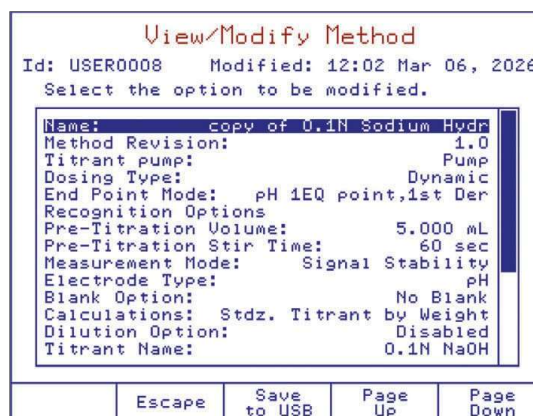 View/Modify Method
Id: USER0008 Modified: 12:02 Mar 06, 2026
Select the option to be modified.
Name: copy of 0.1N Sodium Hydr
Method Revision: 1.0
Titrant pump: Pump
Dosing Type: Dynamic
End Point Mode: pH 1EQ point,1st Der
Recognition Options
Pre-Titration Volume: 5.000 mL
Pre-Titration Stir Time: 60 sec
Measurement Mode: Signal Stability
Electrode Type: pH
Blank Option: No Blank
Calculations: Stdz. Titrant by Weight
Dilution Option: Disabled
Titrant Name: 0.1N NaOH
Escape
Save to USB
Page Up
Page Down